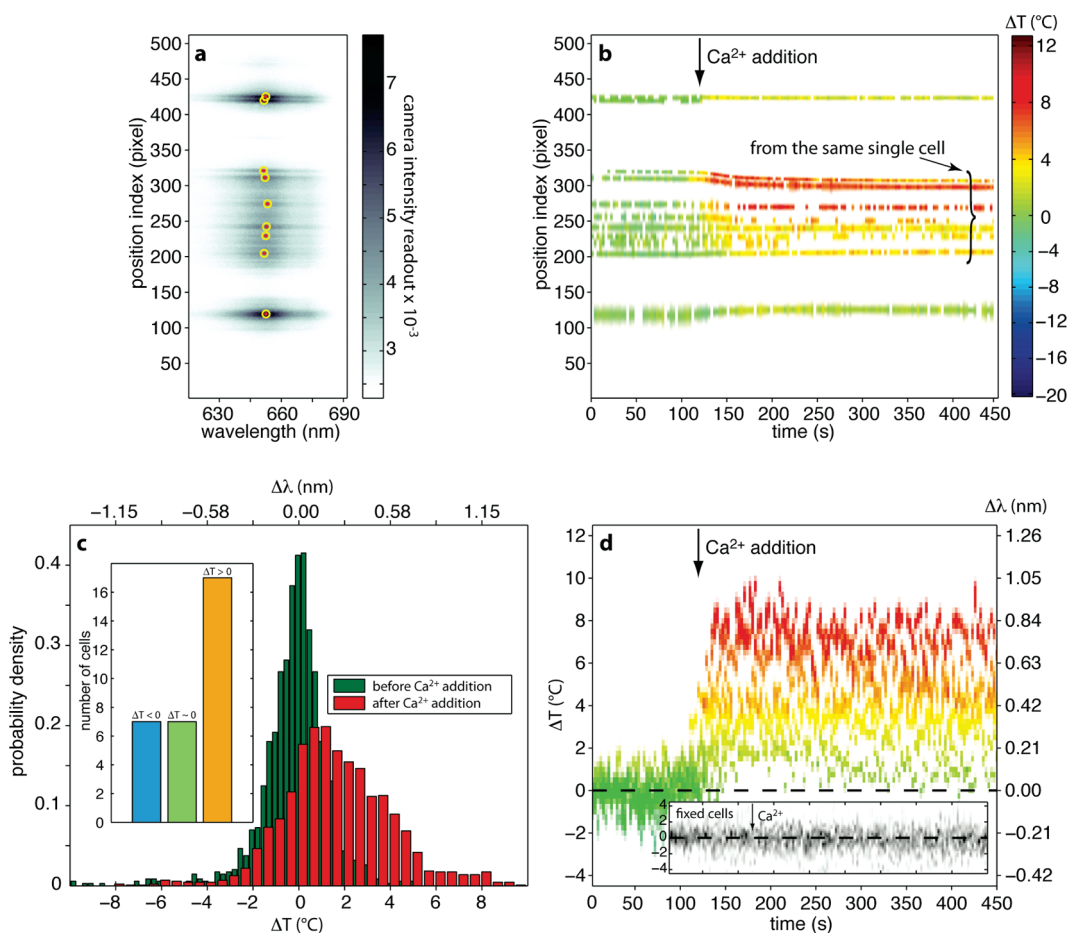 a
position index (pixel)
500
450
400
350
300
250
200
150
100
50
630
660
690
wavelength (nm)
7
6
5
4
3
camera intensity readout x 10⁻³
b
Ca²⁺ addition
from the same single cell
position index (pixel)
500
450
400
350
300
250
200
150
100
50
0 50 100 150 200 250 300 350 400 450
time (s)
ΔT (°C)
12
8
4
0
−4
−8
−12
−16
−20
Δλ (nm)
−1.15 −0.58 0.00 0.58 1.15
c
probability density
0.4
0.3
0.2
0.1
0
−8 −6 −4 −2 0 2 4 6 8
ΔT (°C)
number of cells
16
14
12
10
8
6
4
2
0
ΔT < 0
ΔT ~ 0
ΔT > 0
before Ca²⁺ addition
after Ca²⁺ addition
d
Ca²⁺ addition
ΔT (°C)
12
10
8
6
4
2
0
−2
−4
Δλ (nm)
1.26
1.05
0.84
0.63
0.42
0.21
0.00
−0.21
−0.42
fixed cells
Ca²⁺
4
2
0
−2
−4
0 50 100 150 200 250 300 350 400 450
time (s)